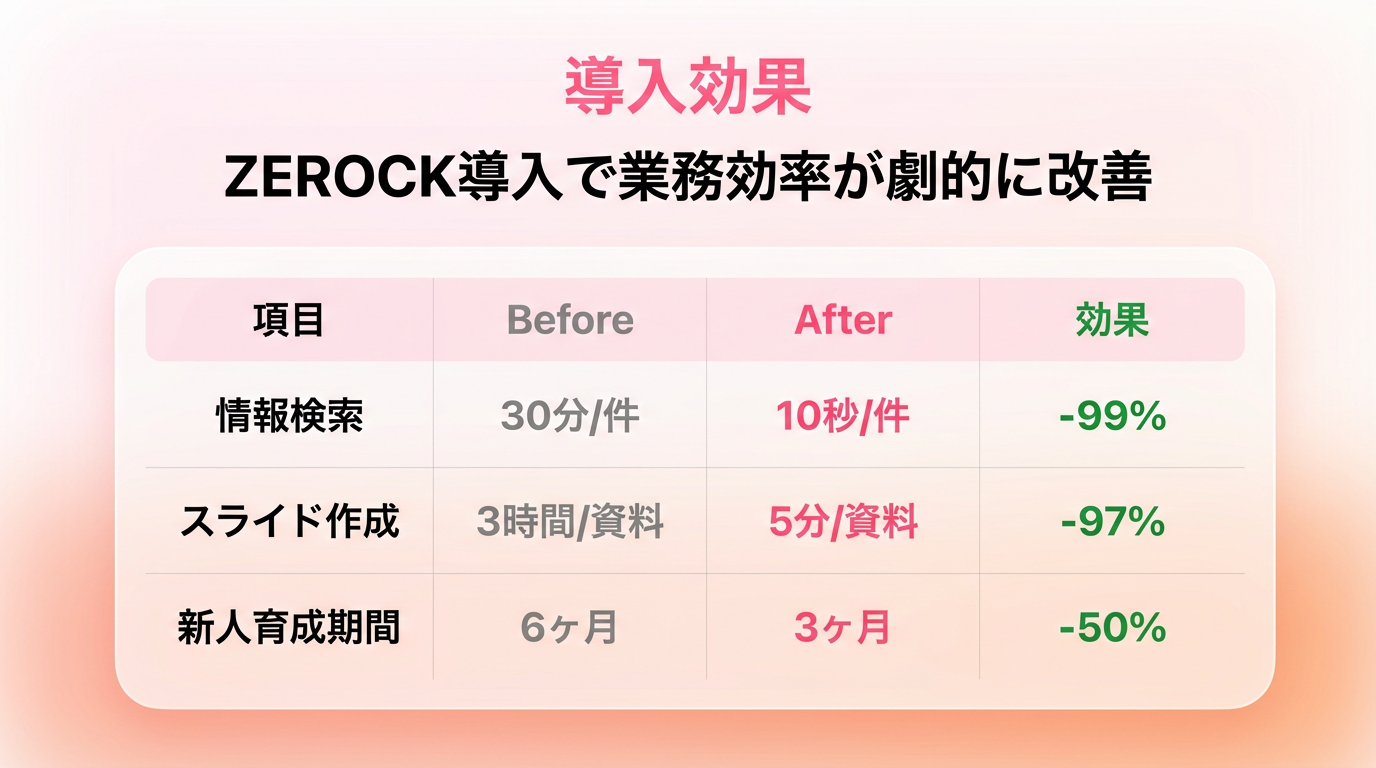 導入効果
ZEROCK導入で業務効率が劇的に改善
項目 Before After 効果
情報検索 30分/件 10秒/件 -99%
スライド作成 3時間/資料 5分/資料 -97%
新人育成期間 6ヶ月 3ヶ月 -50%